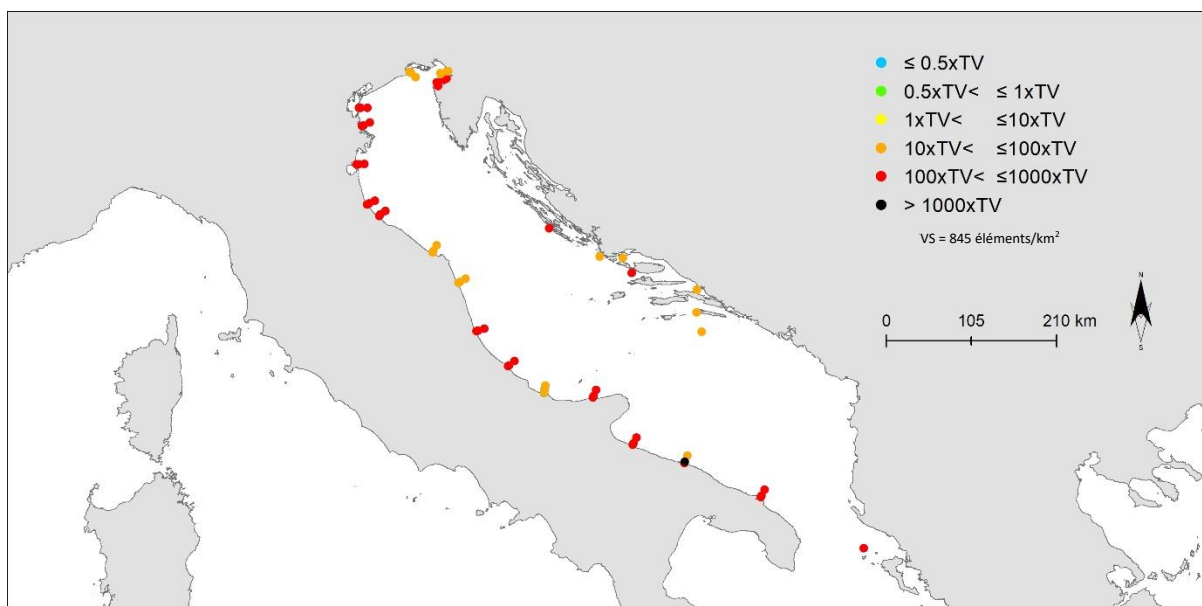 ≤ 0.5xTV
0.5xTV< ≤ 1xTV
1xTV< ≤10xTV
10xTV< ≤100xTV
100xTV< ≤1000xTV
> 1000xTV
VS = 845 éléments/km²
N
S
0 105 210 km